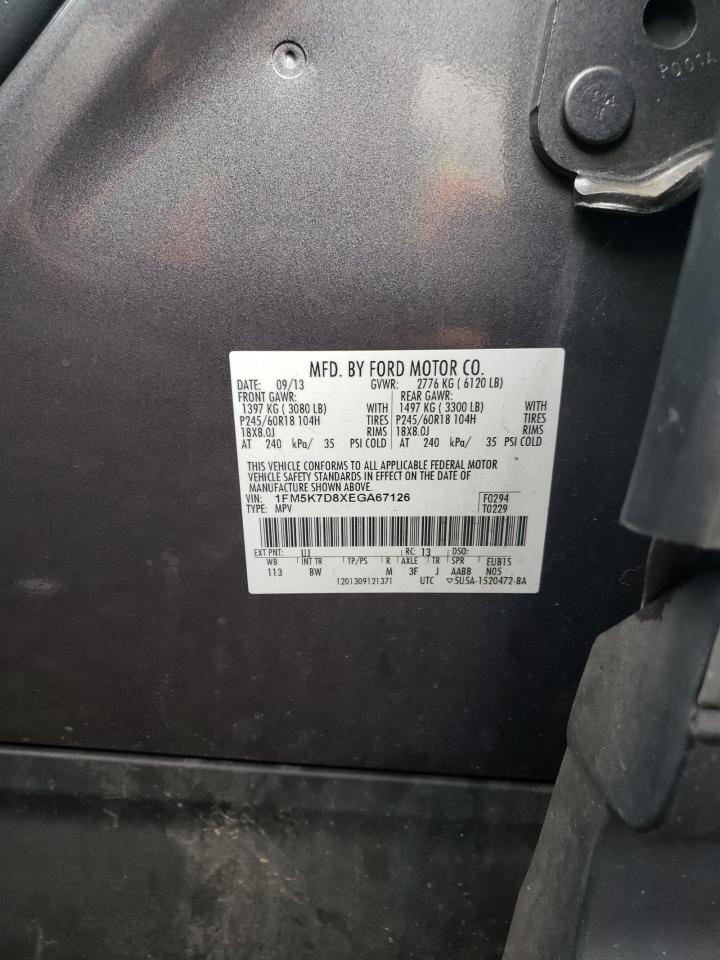 P001A
MFD. BY FORD MOTOR CO.
DATE: 09/13 GVWR: 2776 KG ( 6120 LB)
FRONT GAWR: REAR GAWR:
1397 KG ( 3080 LB) WITH 1497 KG ( 3300 LB) WITH
P245/60R18 104H TIRES P245/60R18 104H TIRES
18X8.0J RIMS 18X8.0J RIMS
AT 240 kPa/ 35 PSI COLD AT 240 kPa/ 35 PSI COLD
THIS VEHICLE CONFORMS TO ALL APPLICABLE FEDERAL MOTOR
VEHICLE SAFETY STANDARDS IN EFFECT ON THE DATE OF
MANUFACTURE SHOWN ABOVE.
VIN: 1FM5K7D8XEGA67126 F0294
TYPE: MPV T0229
EXT PNT: UJ RC: 13 DSO:
WB INT TR TP/PS R AXLE TR SPR EUBTS
113 BW M 3F J AABB N05
1201309121371 UTC ▽5U5A-1520472-BA